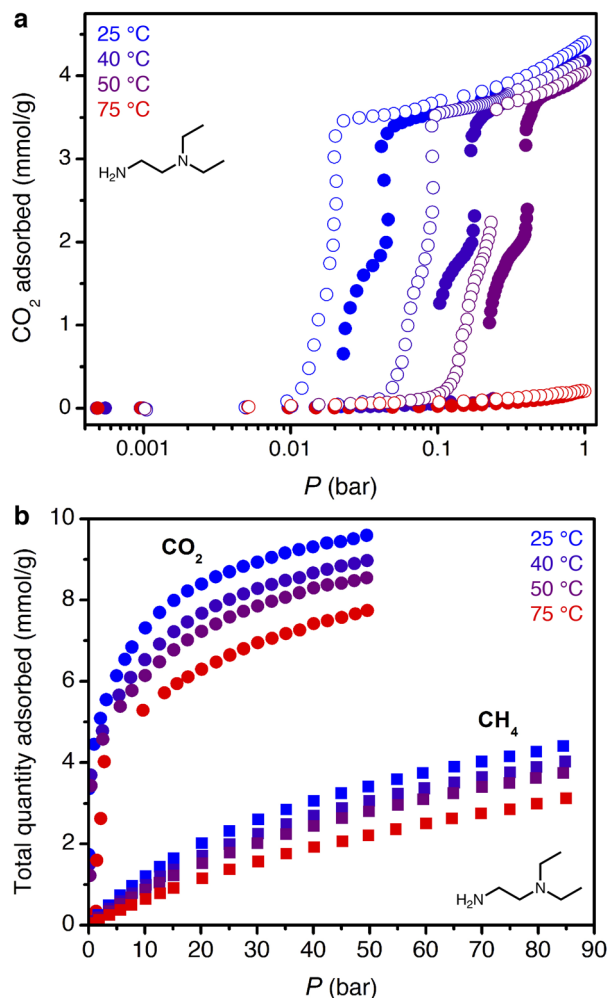 a
25 °C
40 °C
50 °C
75 °C
H₂N
N
CO₂ adsorbed (mmol/g)
4
3
2
1
0
0.001
0.01
0.1
1
P (bar)
b
CO₂
25 °C
40 °C
50 °C
75 °C
CH₄
H₂N
N
Total quantity adsorbed (mmol/g)
10
8
6
4
2
0
0
10
20
30
40
50
60
70
80
90
P (bar)